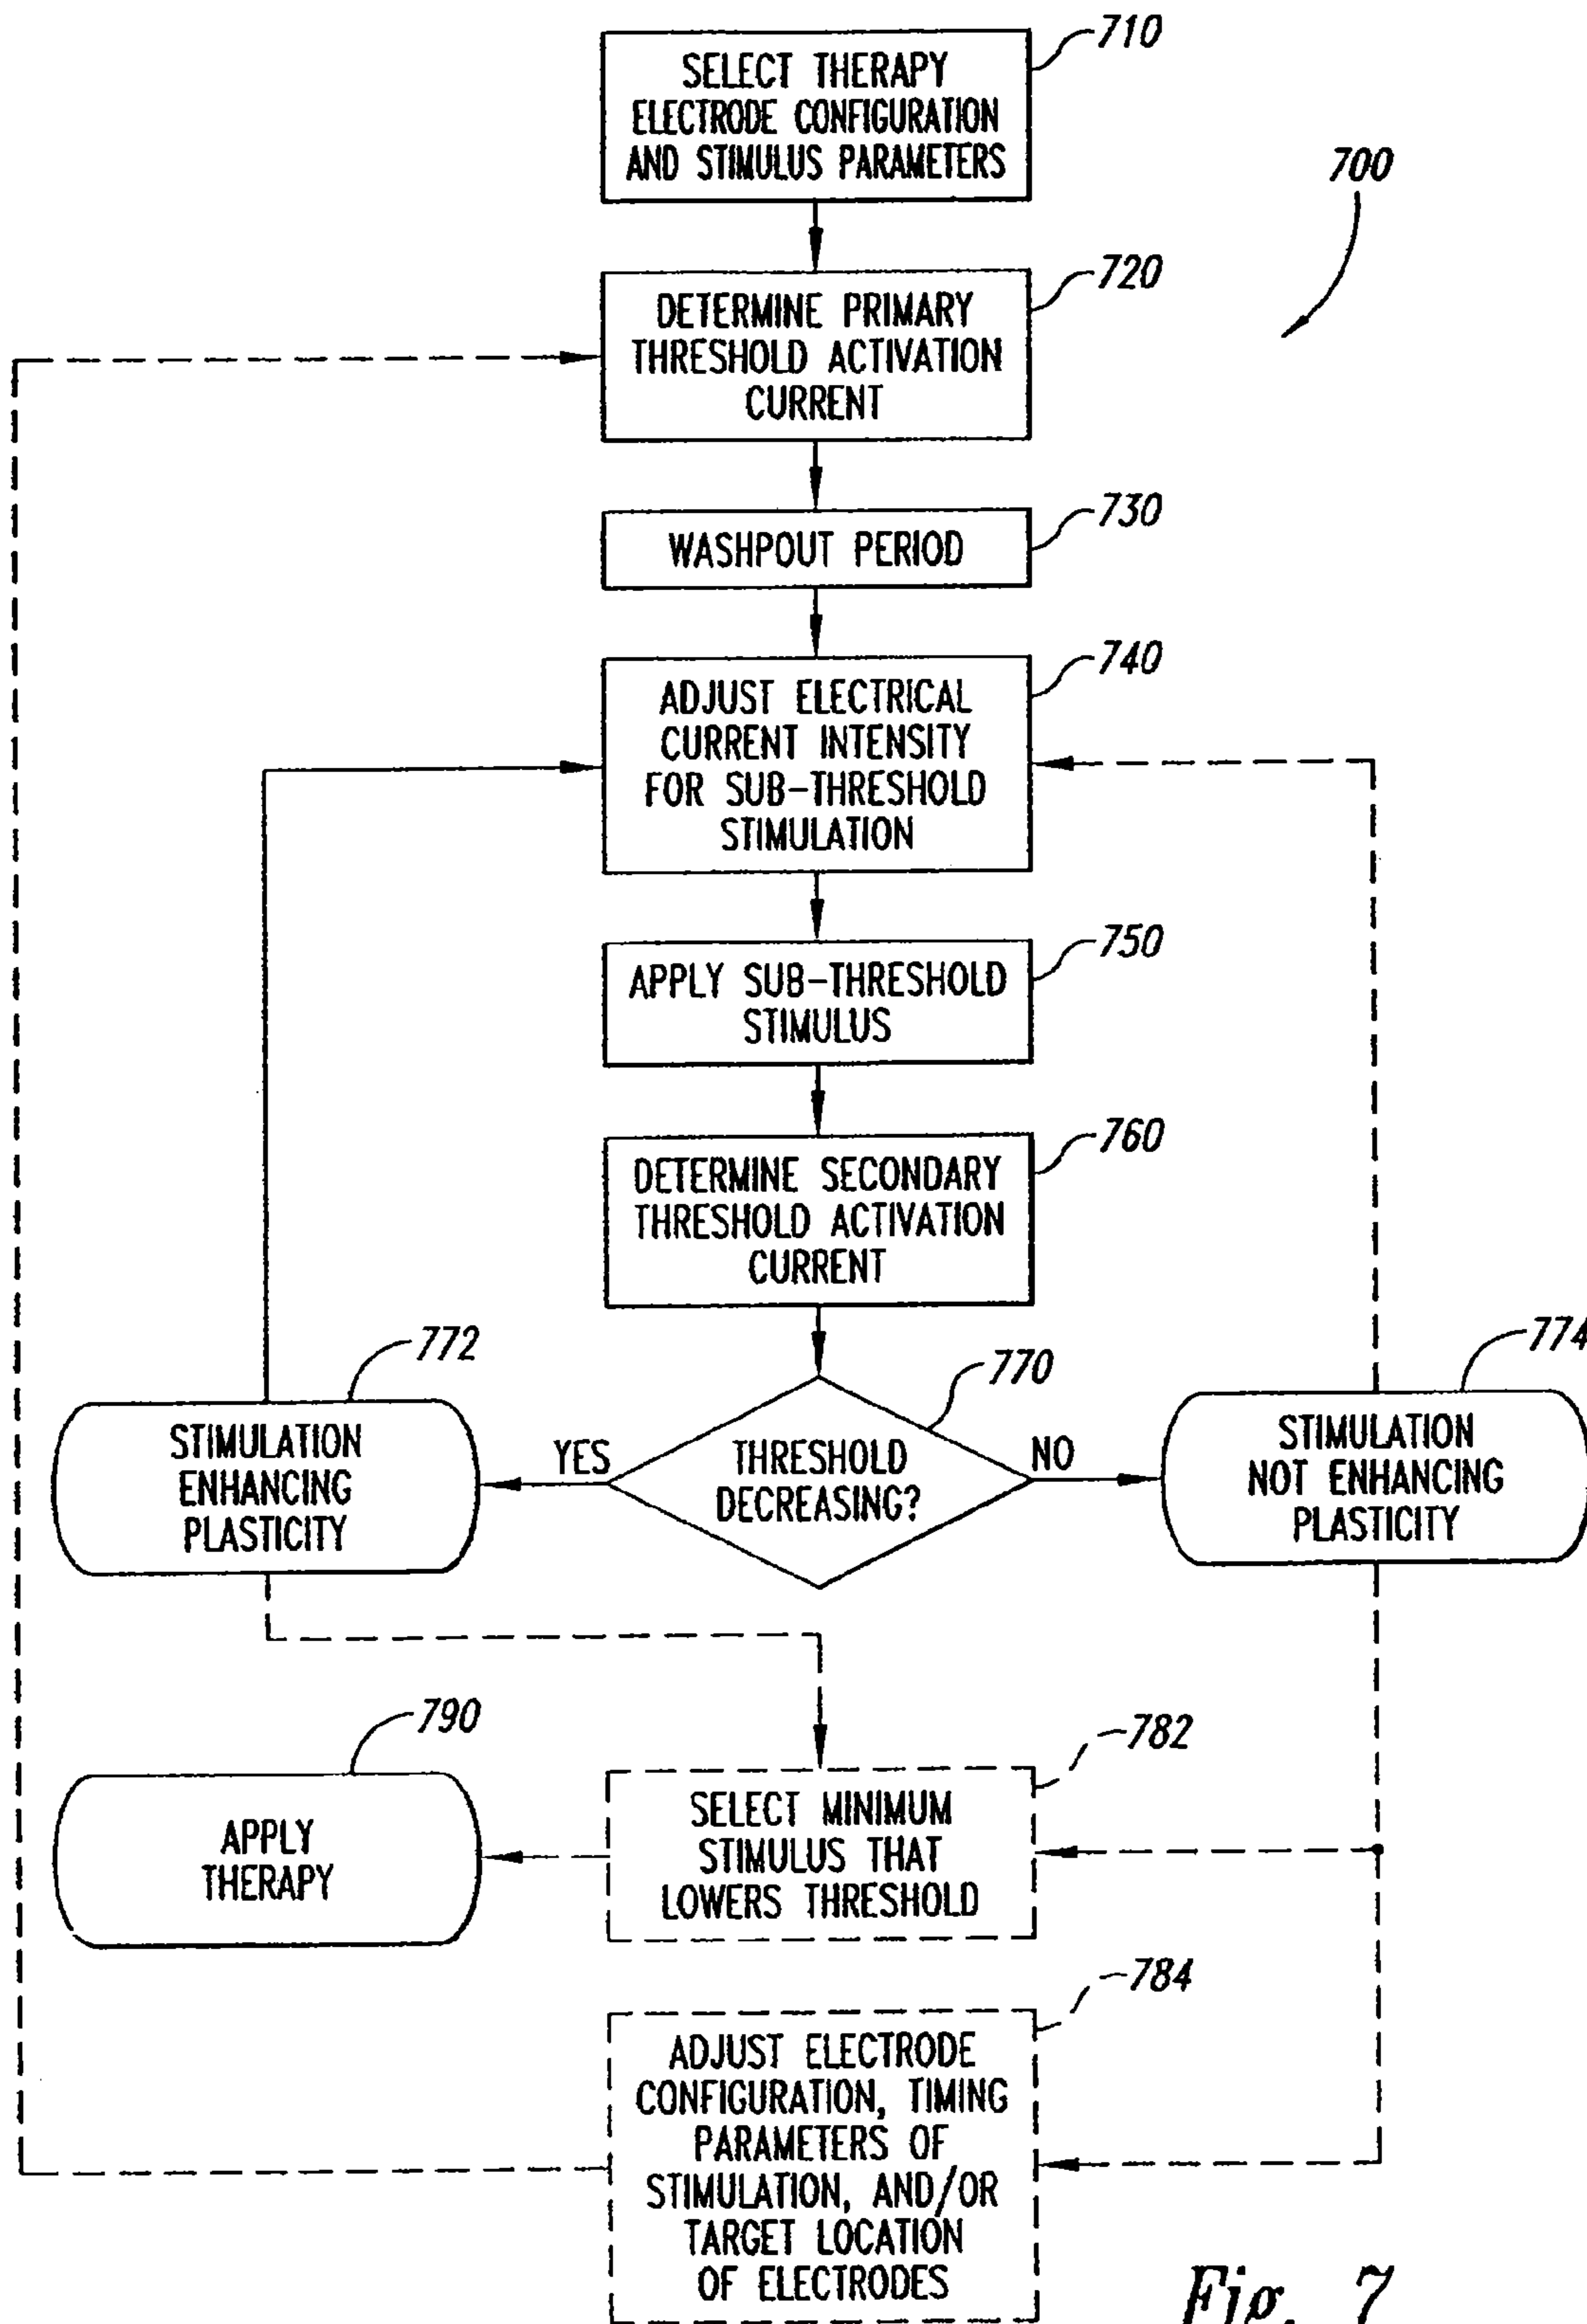 710
SELECT THERAPY
ELECTRODE CONFIGURATION
AND STIMULUS PARAMETERS
700
720
DETERMINE PRIMARY
THRESHOLD ACTIVATION
CURRENT
730
WASHPOUT PERIOD
740
ADJUST ELECTRICAL
CURRENT INTENSITY
FOR SUB-THRESHOLD
STIMULATION
750
APPLY SUB-THRESHOLD
STIMULUS
760
DETERMINE SECONDARY
THRESHOLD ACTIVATION
CURRENT
772
770
774
STIMULATION
ENHANCING
PLASTICITY
YES
THRESHOLD
DECREASING?
NO
STIMULATION
NOT ENHANCING
PLASTICITY
790
782
APPLY
THERAPY
SELECT MINIMUM
STIMULUS THAT
LOWERS THRESHOLD
784
ADJUST ELECTRODE
CONFIGURATION, TIMING
PARAMETERS OF
STIMULATION, AND/OR
TARGET LOCATION
OF ELECTRODES
Fig. 7